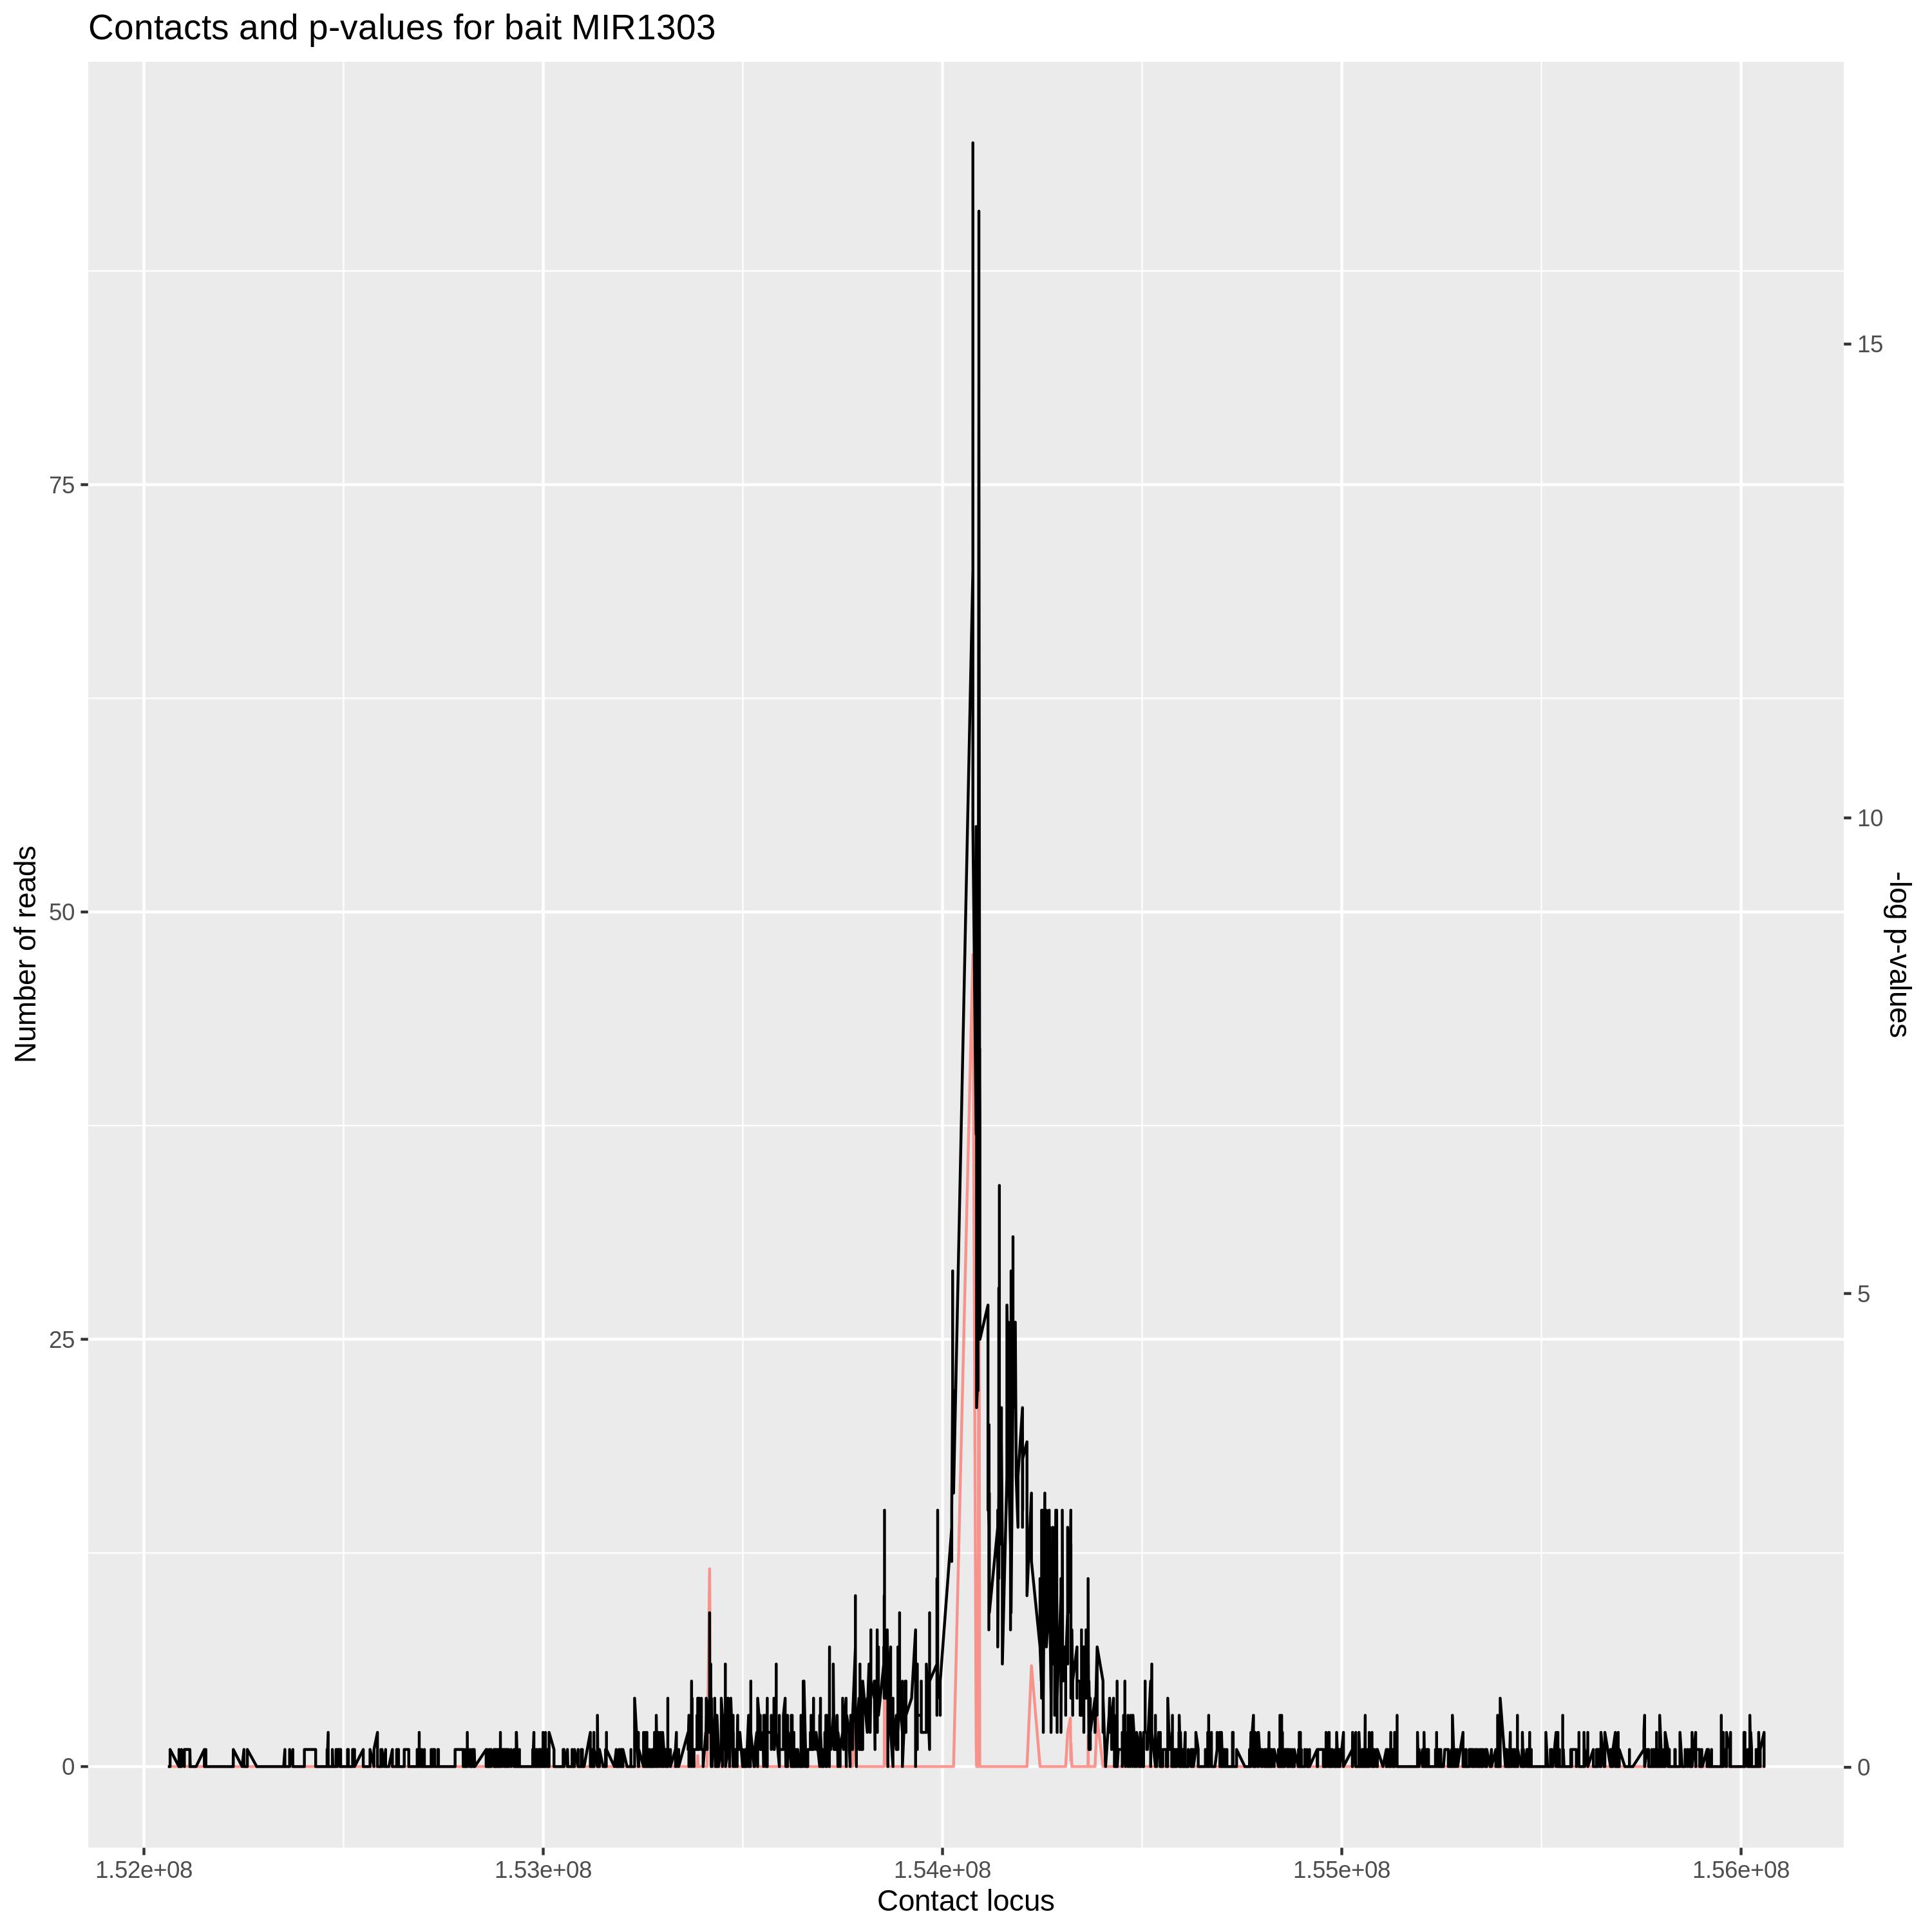 Contacts and p-values for bait MIR1303
15
75
10
50
5
25
0
0
Number of reads
-log p-values
1.52e+08 1.53e+08 1.54e+08 1.55e+08 1.56e+08
Contact locus